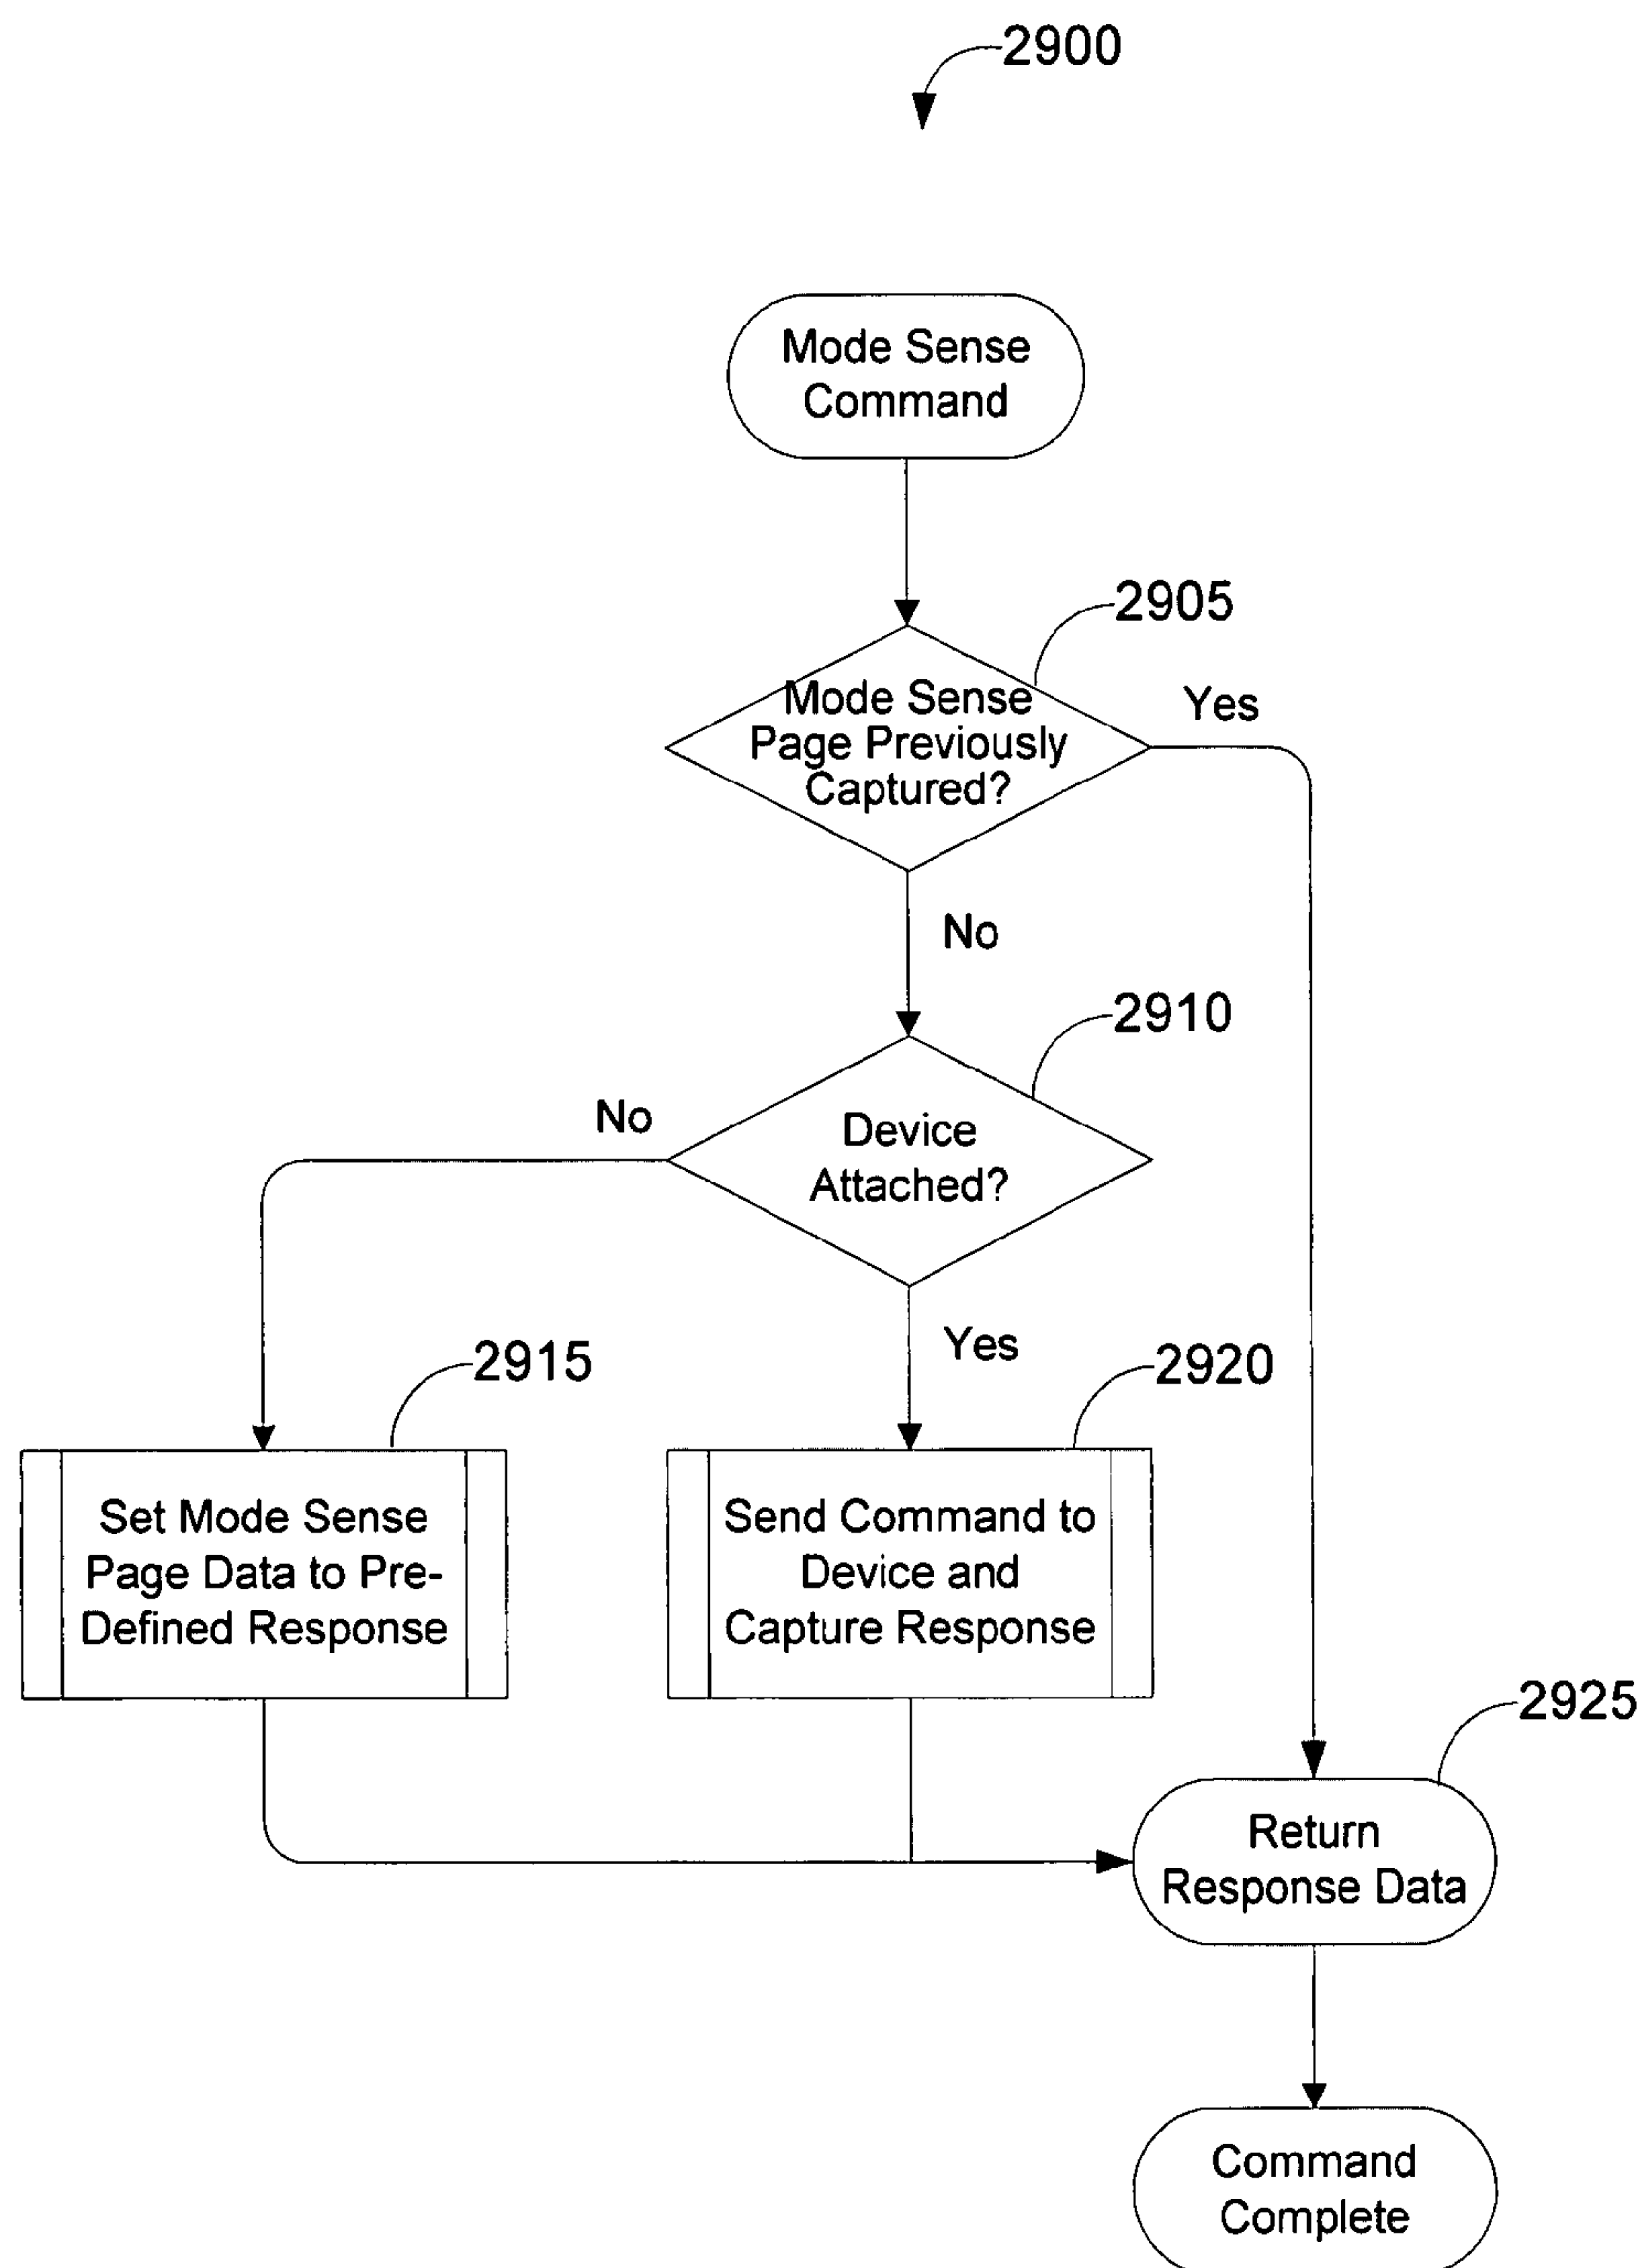 2900
Mode Sense
Command
2905
Mode Sense
Page Previously
Captured?
Yes
No
2910
Device
Attached?
No
Yes
2915
Set Mode Sense
Page Data to Pre-
Defined Response
2920
Send Command to
Device and
Capture Response
2925
Return
Response Data
Command
Complete